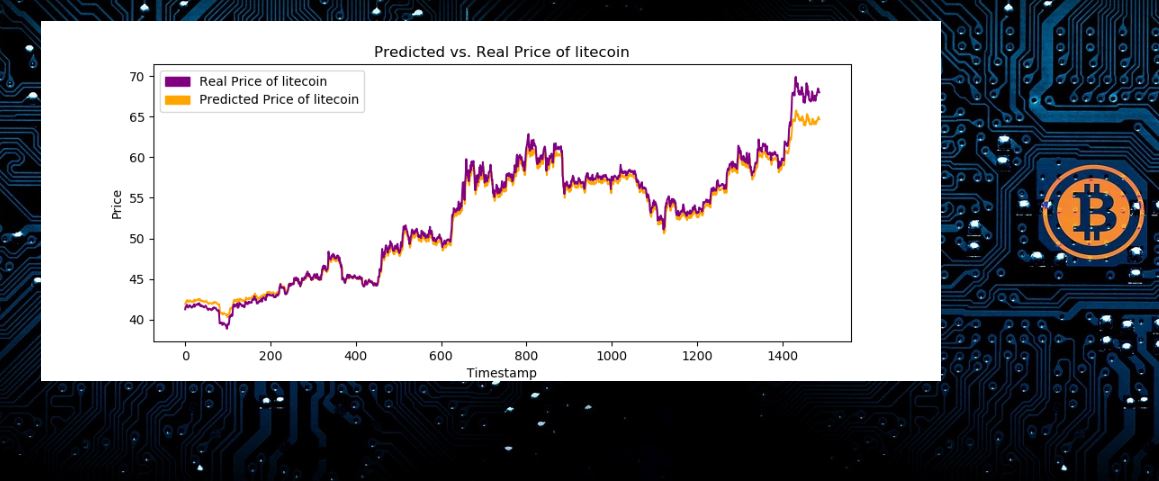 Predicted vs. Real Price of litecoin
Real Price of litecoin
Predicted Price of litecoin
Price
70
65
60
55
50
45
40
0 200 400 600 800 1000 1200 1400
Timestamp